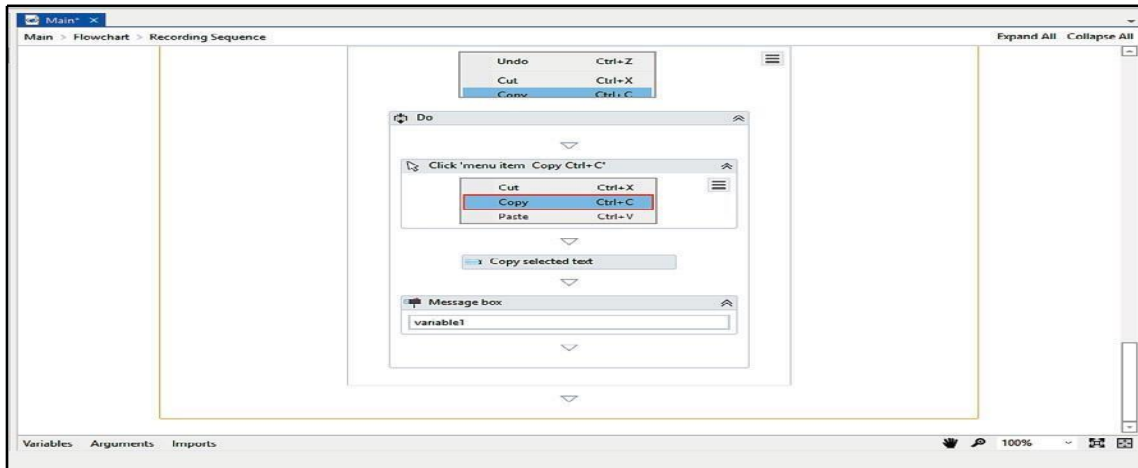 Main* ×
Main > Flowchart > Recording Sequence Expand All Collapse All
Undo Ctrl+Z
Cut Ctrl+X
Copy Ctrl+C
Do
Click 'menu item Copy Ctrl+C'
Cut Ctrl+X
Copy Ctrl+C
Paste Ctrl+V
Copy selected text
Message box
variable1
Variables Arguments Imports 100%